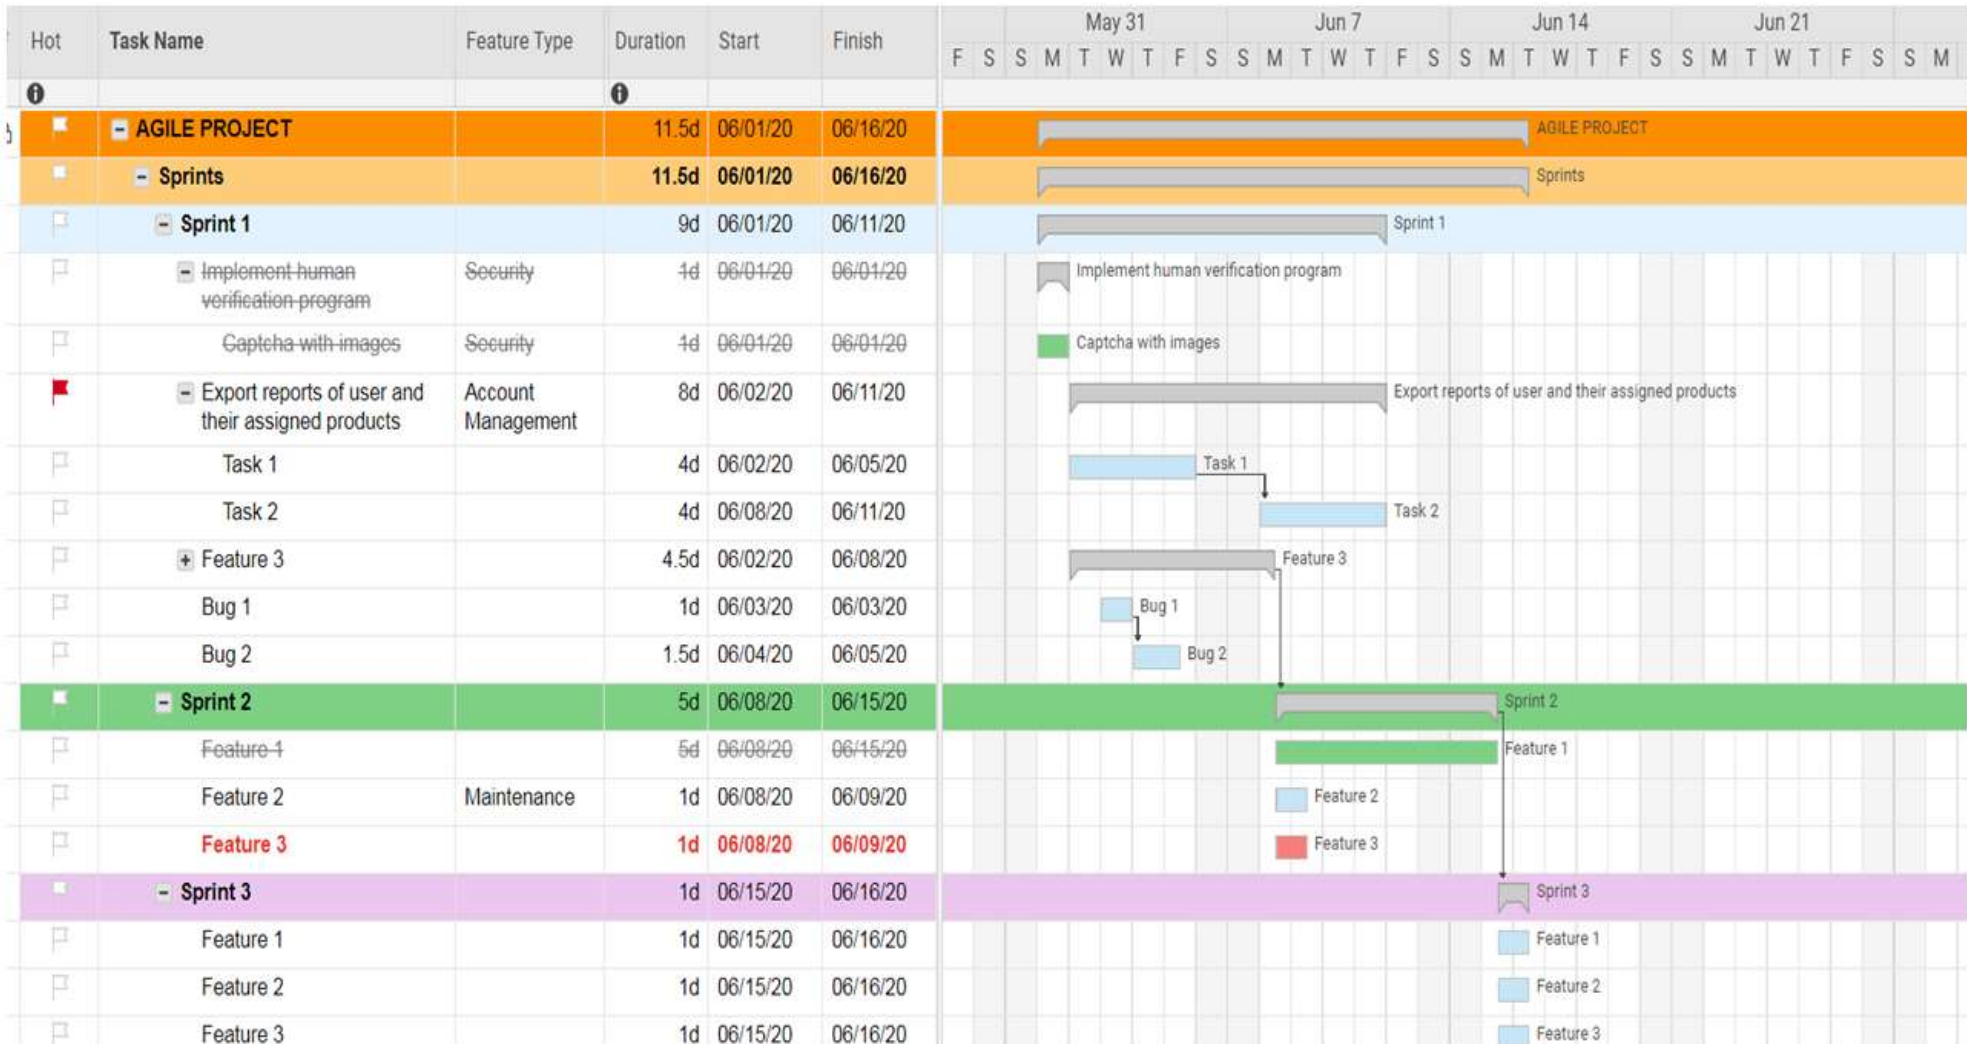 May 31 Jun 7 Jun 14 Jun 21
Hot Task Name Feature Type Duration Start Finish
F S S M T W T F S S M T W T F S S M T W T F S S M T W T F S S M
AGILE PROJECT 11.5d 06/01/20 06/16/20 AGILE PROJECT
Sprints 11.5d 06/01/20 06/16/20 Sprints
Sprint 1 9d 06/01/20 06/11/20 Sprint 1
Implement human Security 1d 06/01/20 06/01/20 Implement human verification program
verification program
Captcha with images Security 1d 06/01/20 06/01/20 Captcha with images
Export reports of user and Account 8d 06/02/20 06/11/20 Export reports of user and their assigned products
their assigned products Management
Task 1 4d 06/02/20 06/05/20 Task 1
Task 2 4d 06/08/20 06/11/20 Task 2
Feature 3 4.5d 06/02/20 06/08/20 Feature 3
Bug 1 1d 06/03/20 06/03/20 Bug 1
Bug 2 1.5d 06/04/20 06/05/20 Bug 2
Sprint 2 5d 06/08/20 06/15/20 Sprint 2
Feature 1 5d 06/08/20 06/15/20 Feature 1
Feature 2 Maintenance 1d 06/08/20 06/09/20 Feature 2
Feature 3 1d 06/08/20 06/09/20 Feature 3
Sprint 3 1d 06/15/20 06/16/20 Sprint 3
Feature 1 1d 06/15/20 06/16/20 Feature 1
Feature 2 1d 06/15/20 06/16/20 Feature 2
Feature 3 1d 06/15/20 06/16/20 Feature 3